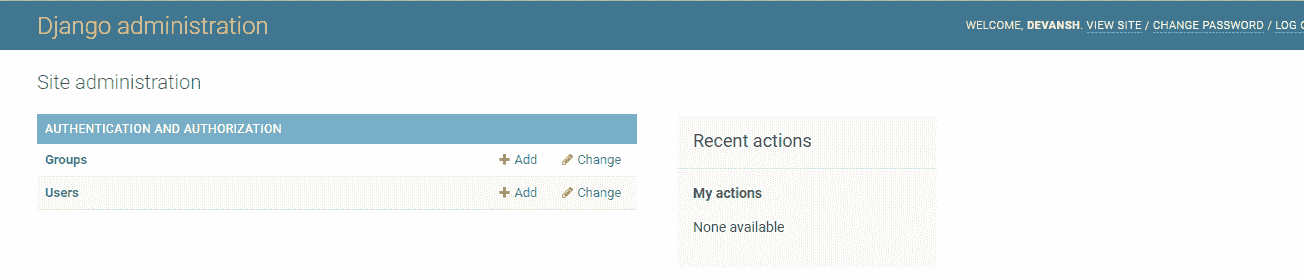 Django administration
WELCOME, DEVANSH. VIEW SITE / CHANGE PASSWORD / LOG
Site administration
AUTHENTICATION AND AUTHORIZATION
Groups Add Change
Users Add Change
Recent actions
My actions
None available